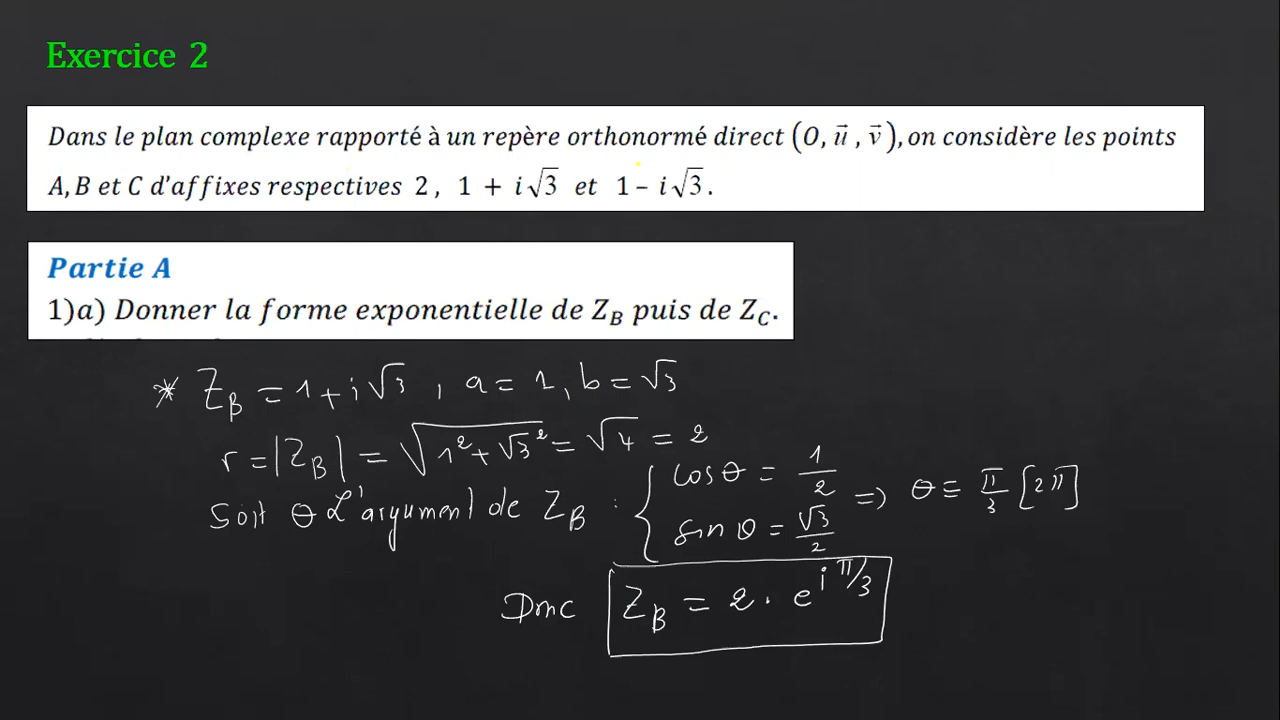 Exercice 2
Dans le plan complexe rapporté à un repère orthonormé direct (O, u⃗ , v⃗ ), on considère les points
A, B et C d'affixes respectives 2 , 1 + i√3 et 1 – i√3.
Partie A
1)a) Donner la forme exponentielle de Z_B puis de Z_C.
* Z_B = 1 + i√3 , a = 1 , b = √3
r = |Z_B| = √(1² + √3²) = √4 = 2
Soit θ L'argument de Z_B : { cos θ = 1/2
sin θ = √3/2 => θ ≡ π/3 [2π]
Donc Z_B = 2 · e^(i π/3)